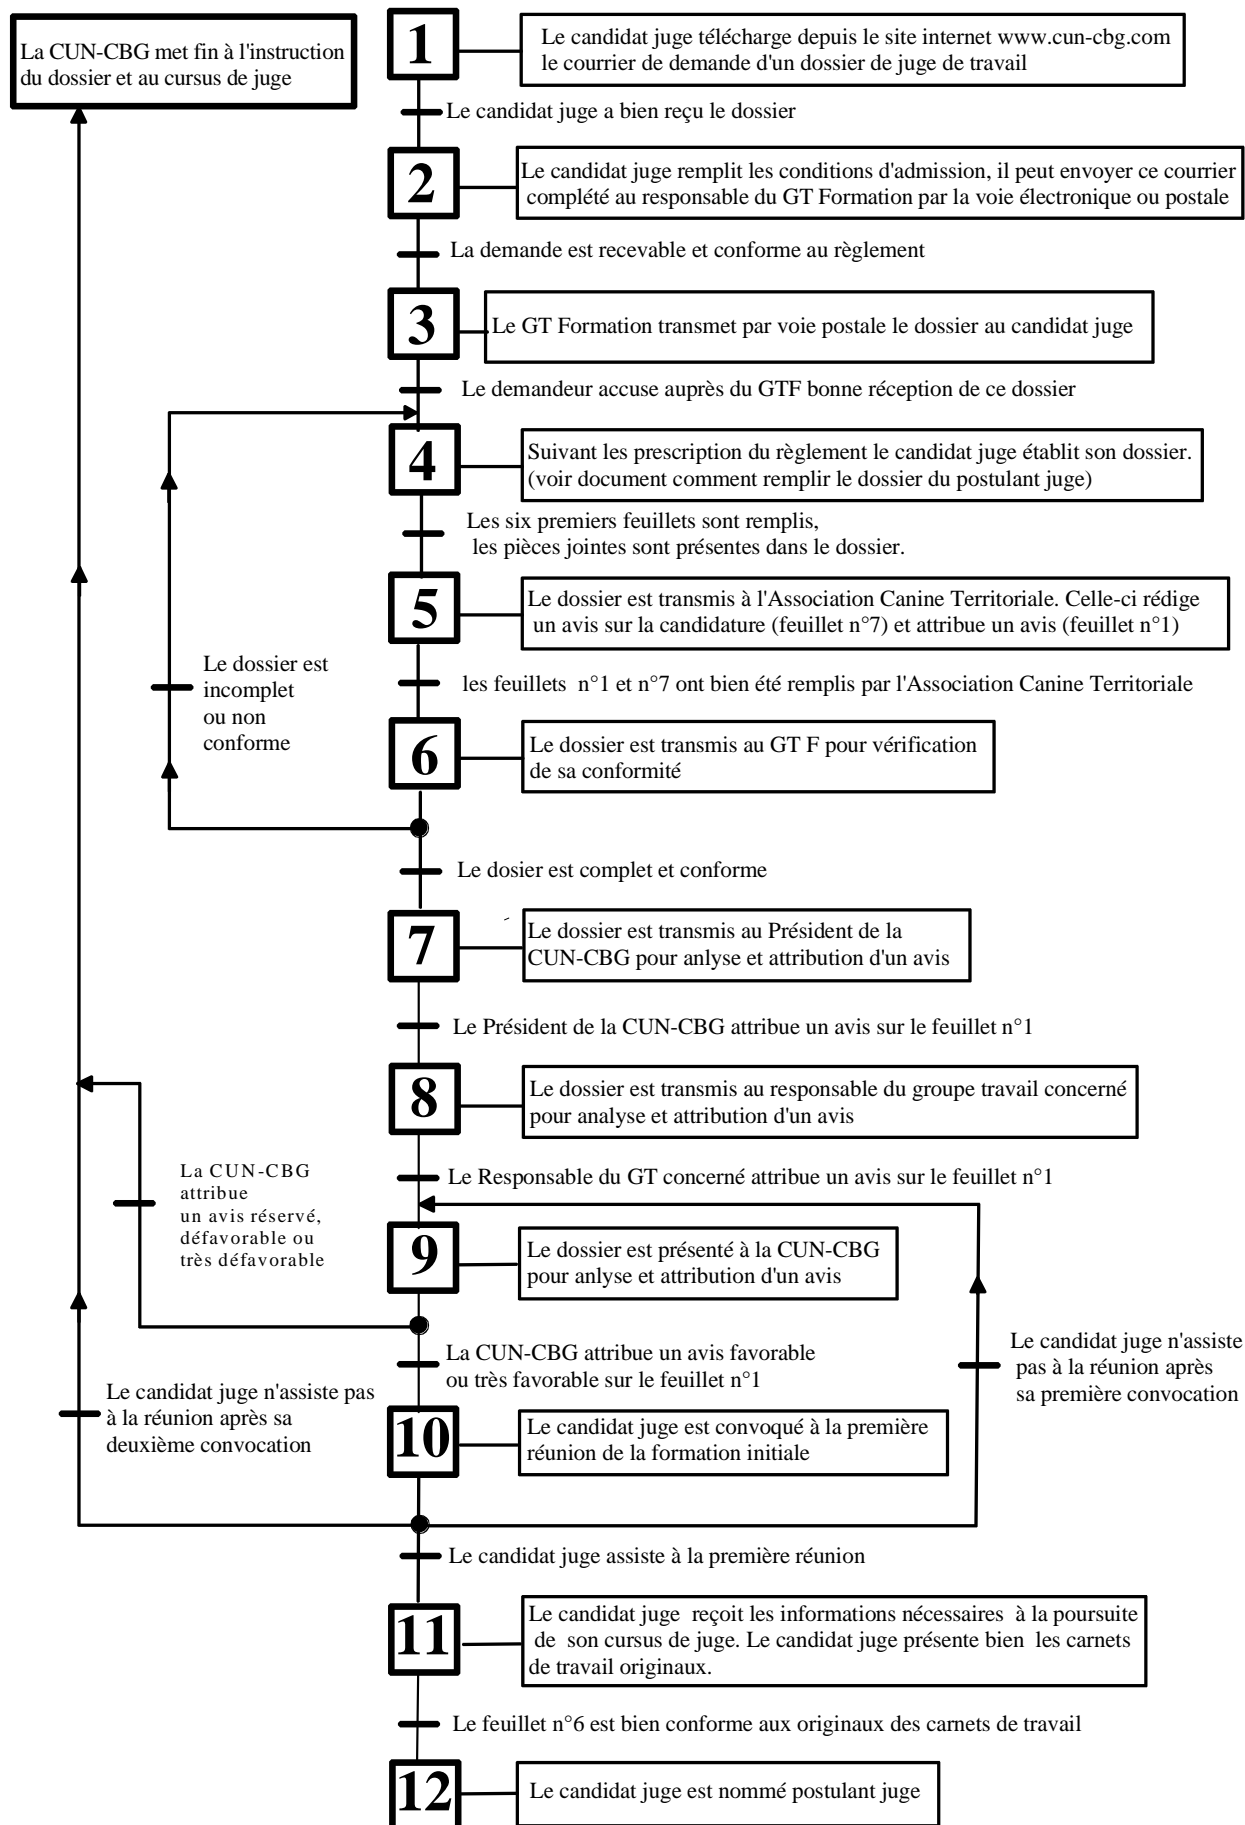 La CUN-CBG met fin à l'instruction
du dossier et au cursus de juge
1
Le candidat juge télécharge depuis le site internet www.cun-cbg.com
le courrier de demande d'un dossier de juge de travail
Le candidat juge a bien reçu le dossier
2
Le candidat juge remplit les conditions d'admission, il peut envoyer ce courrier
complété au responsable du GT Formation par la voie électronique ou postale
La demande est recevable et conforme au règlement
3
Le GT Formation transmet par voie postale le dossier au candidat juge
Le demandeur accuse auprès du GTF bonne réception de ce dossier
4
Suivant les prescription du règlement le candidat juge établit son dossier.
(voir document comment remplir le dossier du postulant juge)
Les six premiers feuillets sont remplis,
les pièces jointes sont présentes dans le dossier.
5
Le dossier est transmis à l'Association Canine Territoriale. Celle-ci rédige
un avis sur la candidature (feuillet n°7) et attribue un avis (feuillet n°1)
Le dossier est
incomplet
ou non
conforme
les feuillets n°1 et n°7 ont bien été remplis par l'Association Canine Territoriale
6
Le dossier est transmis au GT F pour vérification
de sa conformité
Le dosier est complet et conforme
7
Le dossier est transmis au Président de la
CUN-CBG pour anlyse et attribution d'un avis
Le Président de la CUN-CBG attribue un avis sur le feuillet n°1
8
Le dossier est transmis au responsable du groupe travail concerné
pour analyse et attribution d'un avis
La CUN-CBG
attribue
un avis réservé,
défavorable ou
très défavorable
Le Responsable du GT concerné attribue un avis sur le feuillet n°1
9
Le dossier est présenté à la CUN-CBG
pour anlyse et attribution d'un avis
La CUN-CBG attribue un avis favorable
ou très favorable sur le feuillet n°1
Le candidat juge n'assiste
pas à la réunion après
sa première convocation
Le candidat juge n'assiste pas
à la réunion après sa
deuxième convocation
10
Le candidat juge est convoqué à la première
réunion de la formation initiale
Le candidat juge assiste à la première réunion
11
Le candidat juge reçoit les informations nécessaires à la poursuite
de son cursus de juge. Le candidat juge présente bien les carnets
de travail originaux.
Le feuillet n°6 est bien conforme aux originaux des carnets de travail
12
Le candidat juge est nommé postulant juge